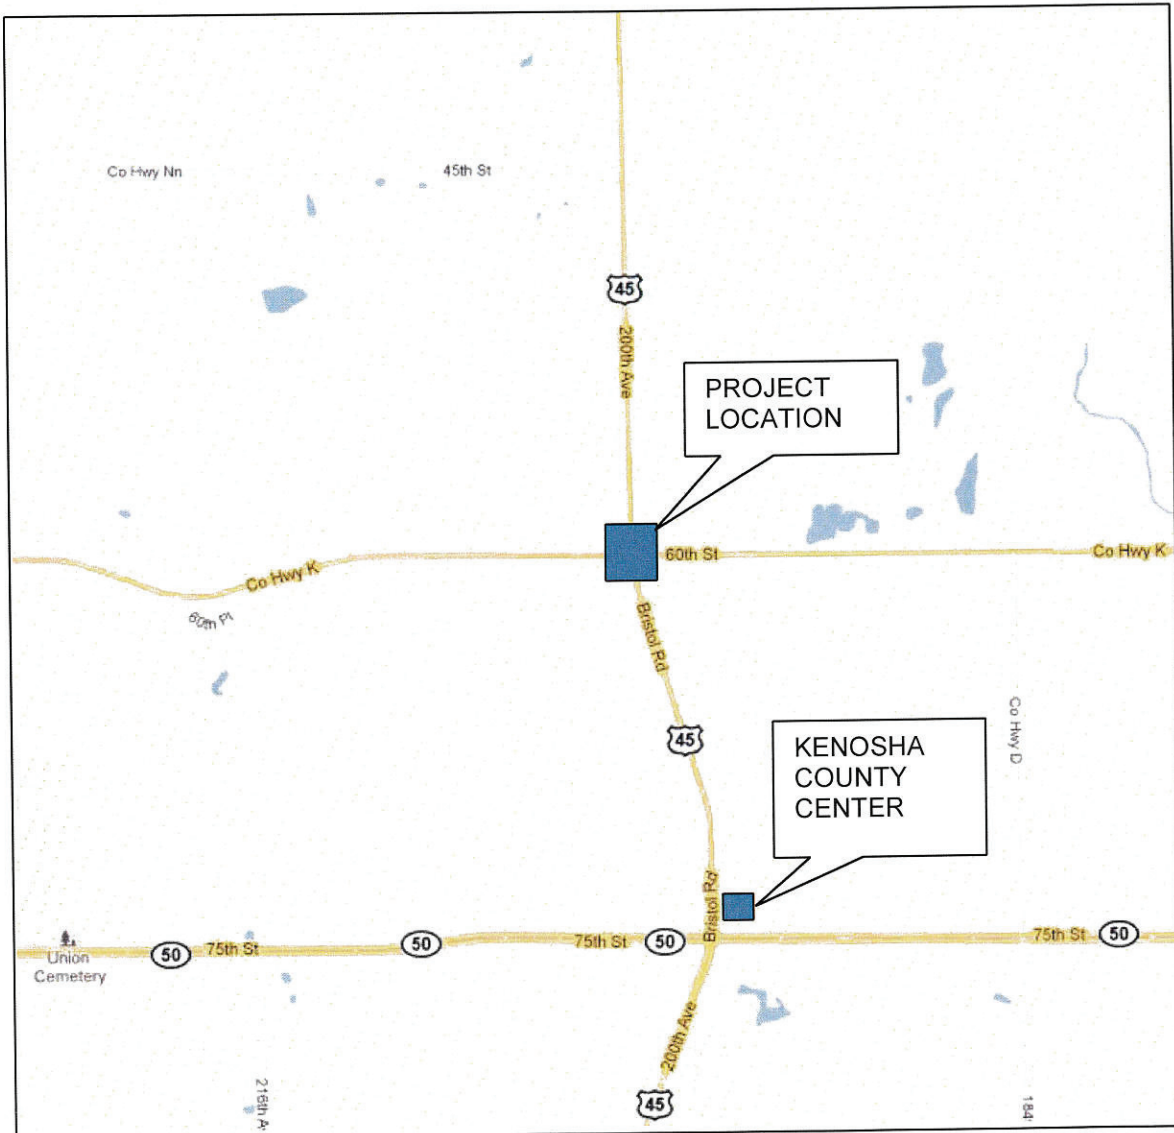 Co Hwy Nn
45th St
45
200th Ave
PROJECT
LOCATION
60th St
Co Hwy K
Co Hwy K
60th Pl
Bristol Rd
45
Co Hwy D
KENOSHA
COUNTY
CENTER
Bristol Rd
Union
Cemetery
50
75th St
50
75th St
50
75th St
50
200th Ave
216th A
45
184